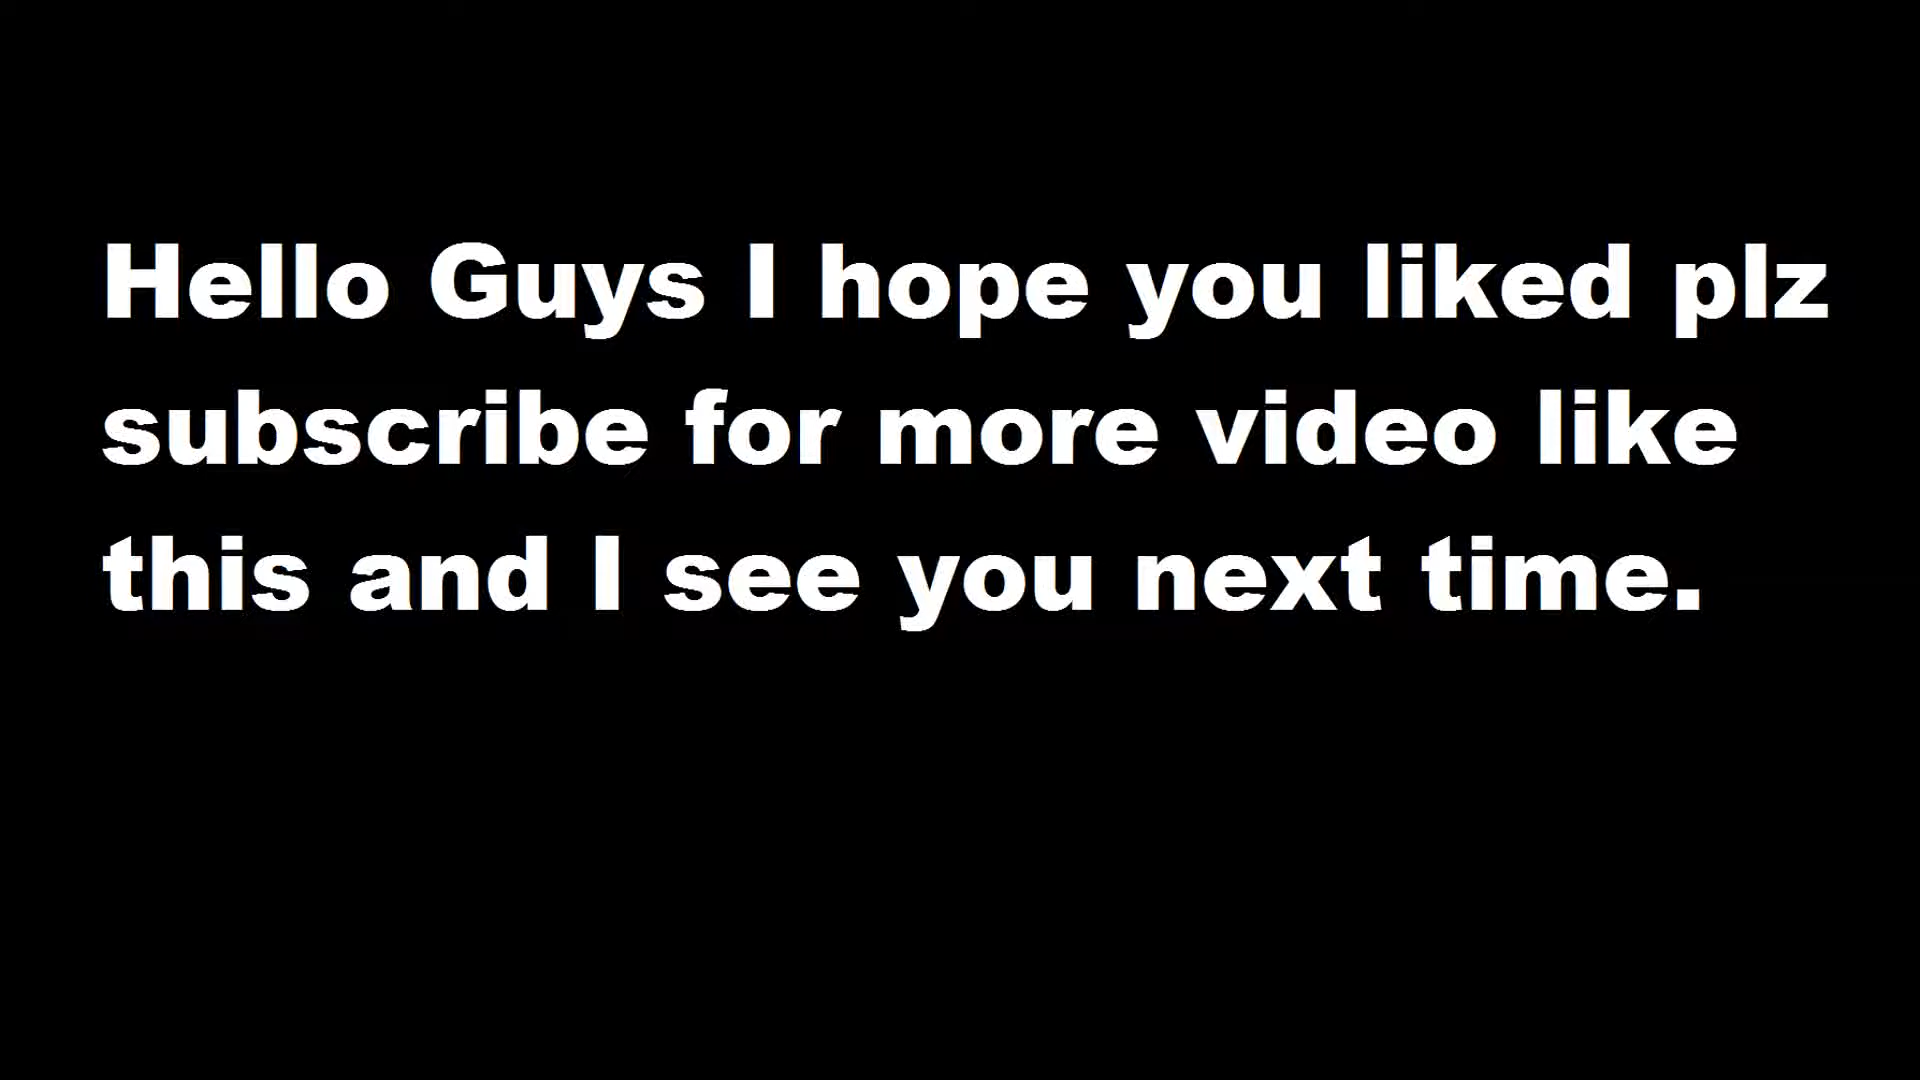 Hello Guys I hope you liked plz
subscribe for more video like
this and I see you next time.